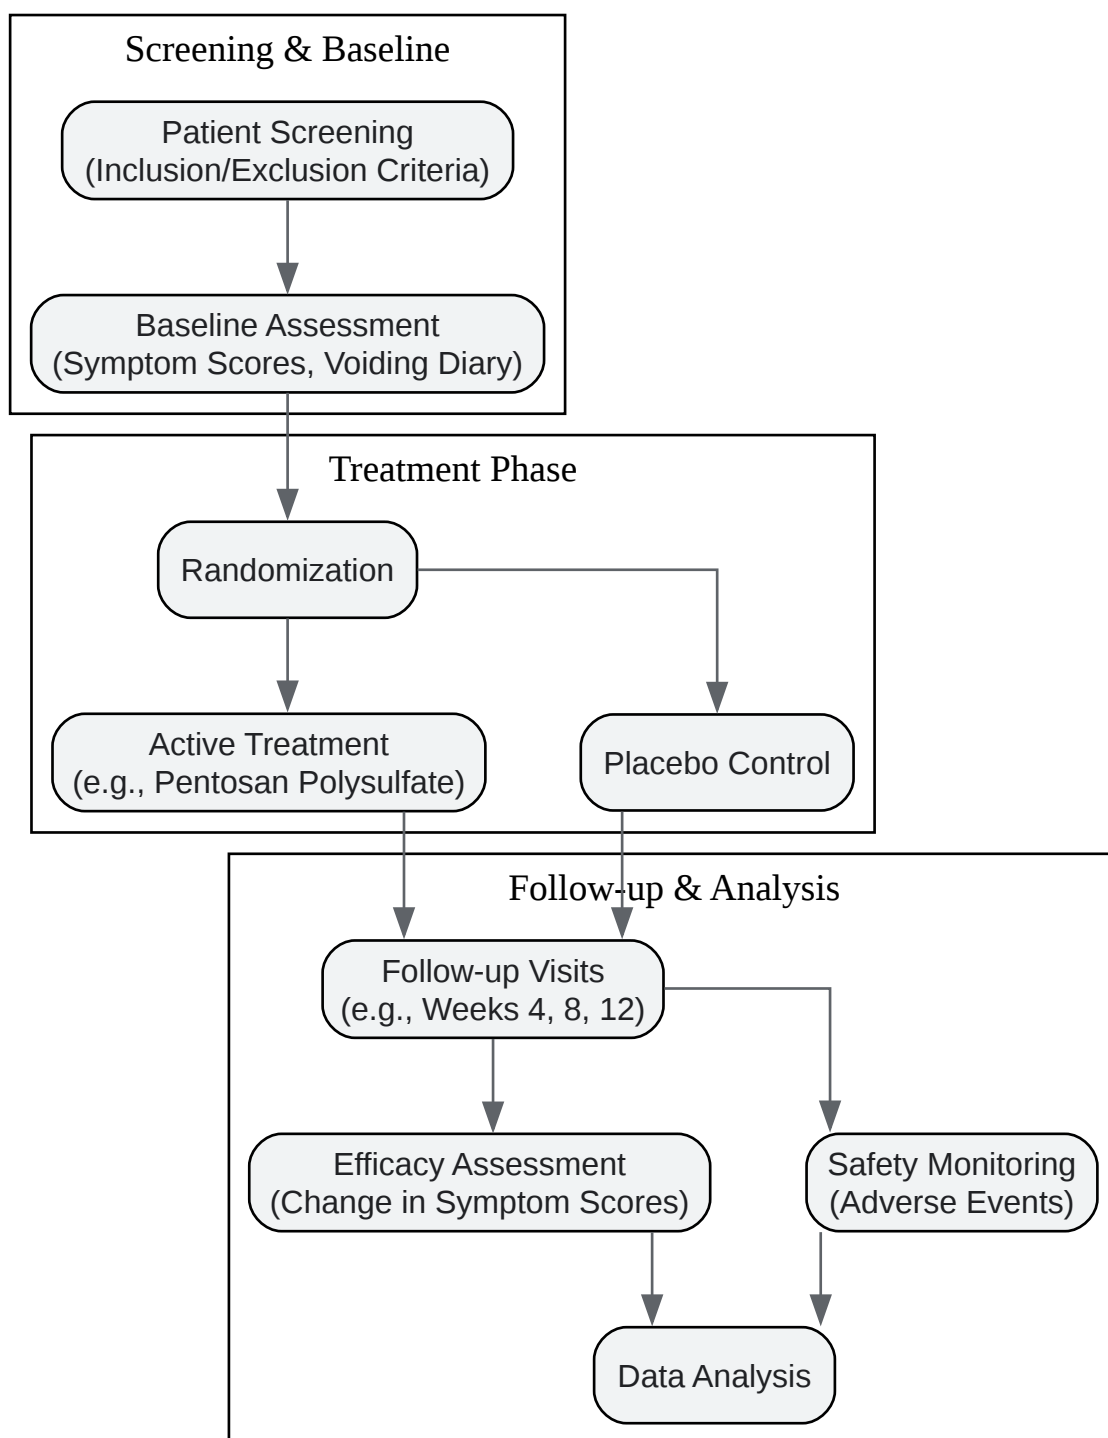 Screening & Baseline
Patient Screening
(Inclusion/Exclusion Criteria)
Baseline Assessment
(Symptom Scores, Voiding Diary)
Treatment Phase
Randomization
Active Treatment
(e.g., Pentosan Polysulfate)
Placebo Control
Follow-up & Analysis
Follow-up Visits
(e.g., Weeks 4, 8, 12)
Efficacy Assessment
(Change in Symptom Scores)
Safety Monitoring
(Adverse Events)
Data Analysis